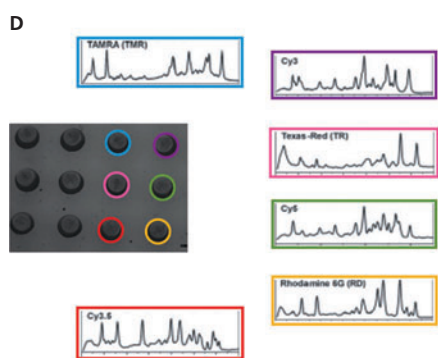 D
TAMRA (TMR)
Cy3
Texas-Red (TR)
Cy5
Rhodamine 6G (RD)
Cy3.5